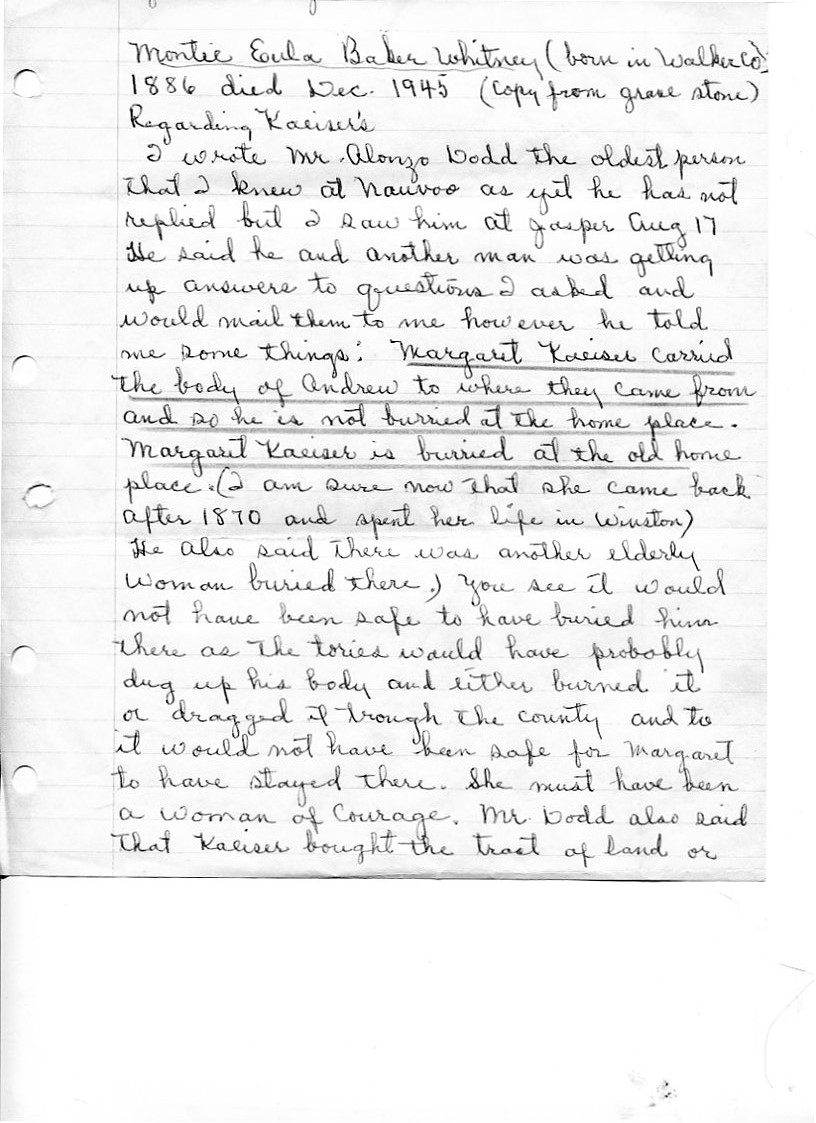 Montie Eula Baker Whitney (born in Walker Co).
1886 died Dec. 1945 (Copy from grave stone)
Regarding Kaeiser's
I wrote Mr. Alonzo Dodd the oldest person
that I knew at Nauvoo as yet he has not
replied but I saw him at Jasper Aug 17
He said he and another man was getting
up answere to questions I asked and
would mail them to me however he told
me some things: Margaret Kaeiser carried
the body of Andrew to where they came from
and so he is not burried at the home place.
Margaret Kaeiser is burried at the old home
place. (I am sure now that she came back
after 1870 and spent her life in Winston)
He also said there was another elderly
woman buried there.) You see it would
not have been safe to have buried him
there as the tories would have probably
dug up his body and either burned it
or dragged it trough the county and to
it would not have been safe for Margaret
to have stayed there. She must have been
a woman of Courage. Mr. Dodd also said
that Kaeiser bought the tract of land or